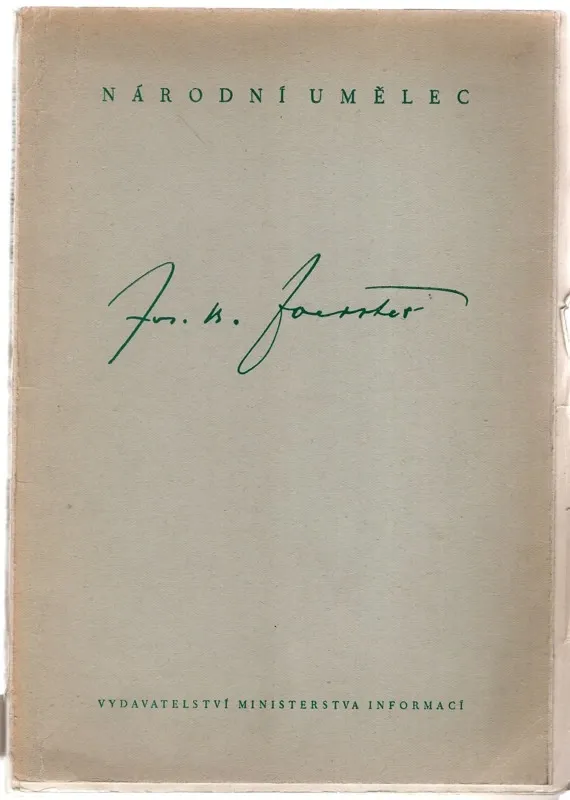 NÁRODNÍ UMĚLEC
Jos. B. Foerster
VYDAVATELSTVÍ MINISTERSTVA INFORMACÍ